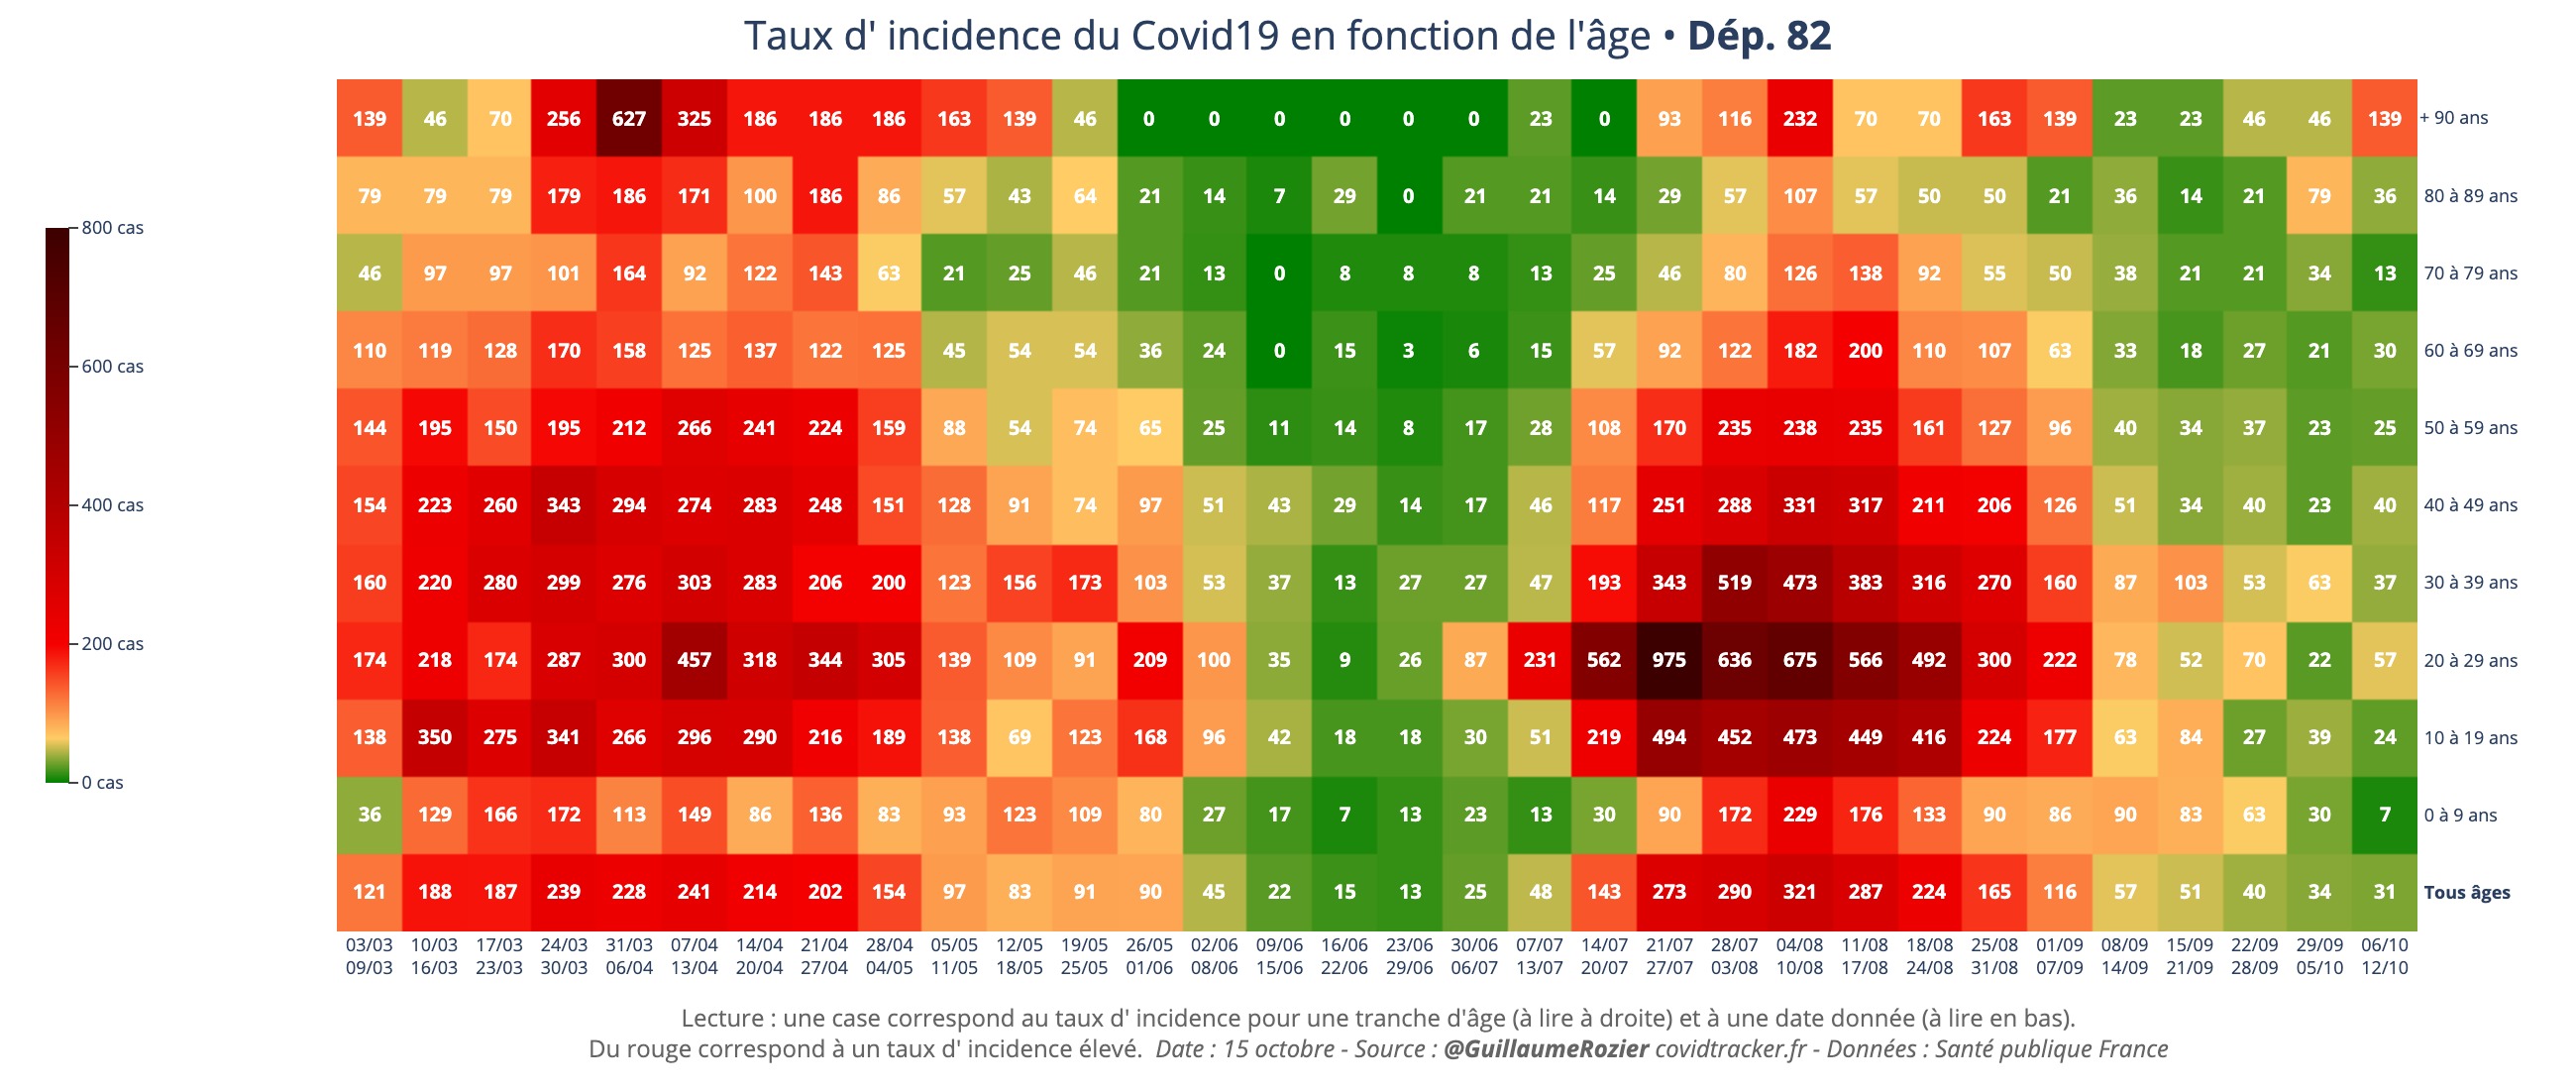 Taux d' incidence du Covid19 en fonction de l'âge • Dép. 82
139 46 70 256 627 325 186 186 186 163 139 46 0 0 0 0 0 0 23 0 93 116 232 70 70 163 139 23 23 46 46 139 + 90 ans
79 79 79 179 186 171 100 186 86 57 43 64 21 14 7 29 0 21 21 14 29 57 107 57 50 50 21 36 14 21 79 36 80 à 89 ans
46 97 97 101 164 92 122 143 63 21 25 46 21 13 0 8 8 8 13 25 46 80 126 138 92 55 50 38 21 21 34 13 70 à 79 ans
110 119 128 170 158 125 137 122 125 45 54 54 36 24 0 15 3 6 15 57 92 122 182 200 110 107 63 33 18 27 21 30 60 à 69 ans
144 195 150 195 212 266 241 224 159 88 54 74 65 25 11 14 8 17 28 108 170 235 238 235 161 127 96 40 34 37 23 25 50 à 59 ans
154 223 260 343 294 274 283 248 151 128 91 74 97 51 43 29 14 17 46 117 251 288 331 317 211 206 126 51 34 40 23 40 40 à 49 ans
160 220 280 299 276 303 283 206 200 123 156 173 103 53 37 13 27 27 47 193 343 519 473 383 316 270 160 87 103 53 63 37 30 à 39 ans
174 218 174 287 300 457 318 344 305 139 109 91 209 100 35 9 26 87 231 562 975 636 675 566 492 300 222 78 52 70 22 57 20 à 29 ans
138 350 275 341 266 296 290 216 189 138 69 123 168 96 42 18 18 30 51 219 494 452 473 449 416 224 177 63 84 27 39 24 10 à 19 ans
36 129 166 172 113 149 86 136 83 93 123 109 80 27 17 7 13 23 13 30 90 172 229 176 133 90 86 90 83 63 30 7 0 à 9 ans
121 188 187 239 228 241 214 202 154 97 83 91 90 45 22 15 13 25 48 143 273 290 321 287 224 165 116 57 51 40 34 31 Tous âges
800 cas
600 cas
400 cas
200 cas
0 cas
03/03 10/03 17/03 24/03 31/03 07/04 14/04 21/04 28/04 05/05 12/05 19/05 26/05 02/06 09/06 16/06 23/06 30/06 07/07 14/07 21/07 28/07 04/08 11/08 18/08 25/08 01/09 08/09 15/09 22/09 29/09 06/10
09/03 16/03 23/03 30/03 06/04 13/04 20/04 27/04 04/05 11/05 18/05 25/05 01/06 08/06 15/06 22/06 29/06 06/07 13/07 20/07 27/07 03/08 10/08 17/08 24/08 31/08 07/09 14/09 21/09 28/09 05/10 12/10
Lecture : une case correspond au taux d' incidence pour une tranche d'âge (à lire à droite) et à une date donnée (à lire en bas).
Du rouge correspond à un taux d' incidence élevé. Date : 15 octobre - Source : @GuillaumeRozier covidtracker.fr - Données : Santé publique France